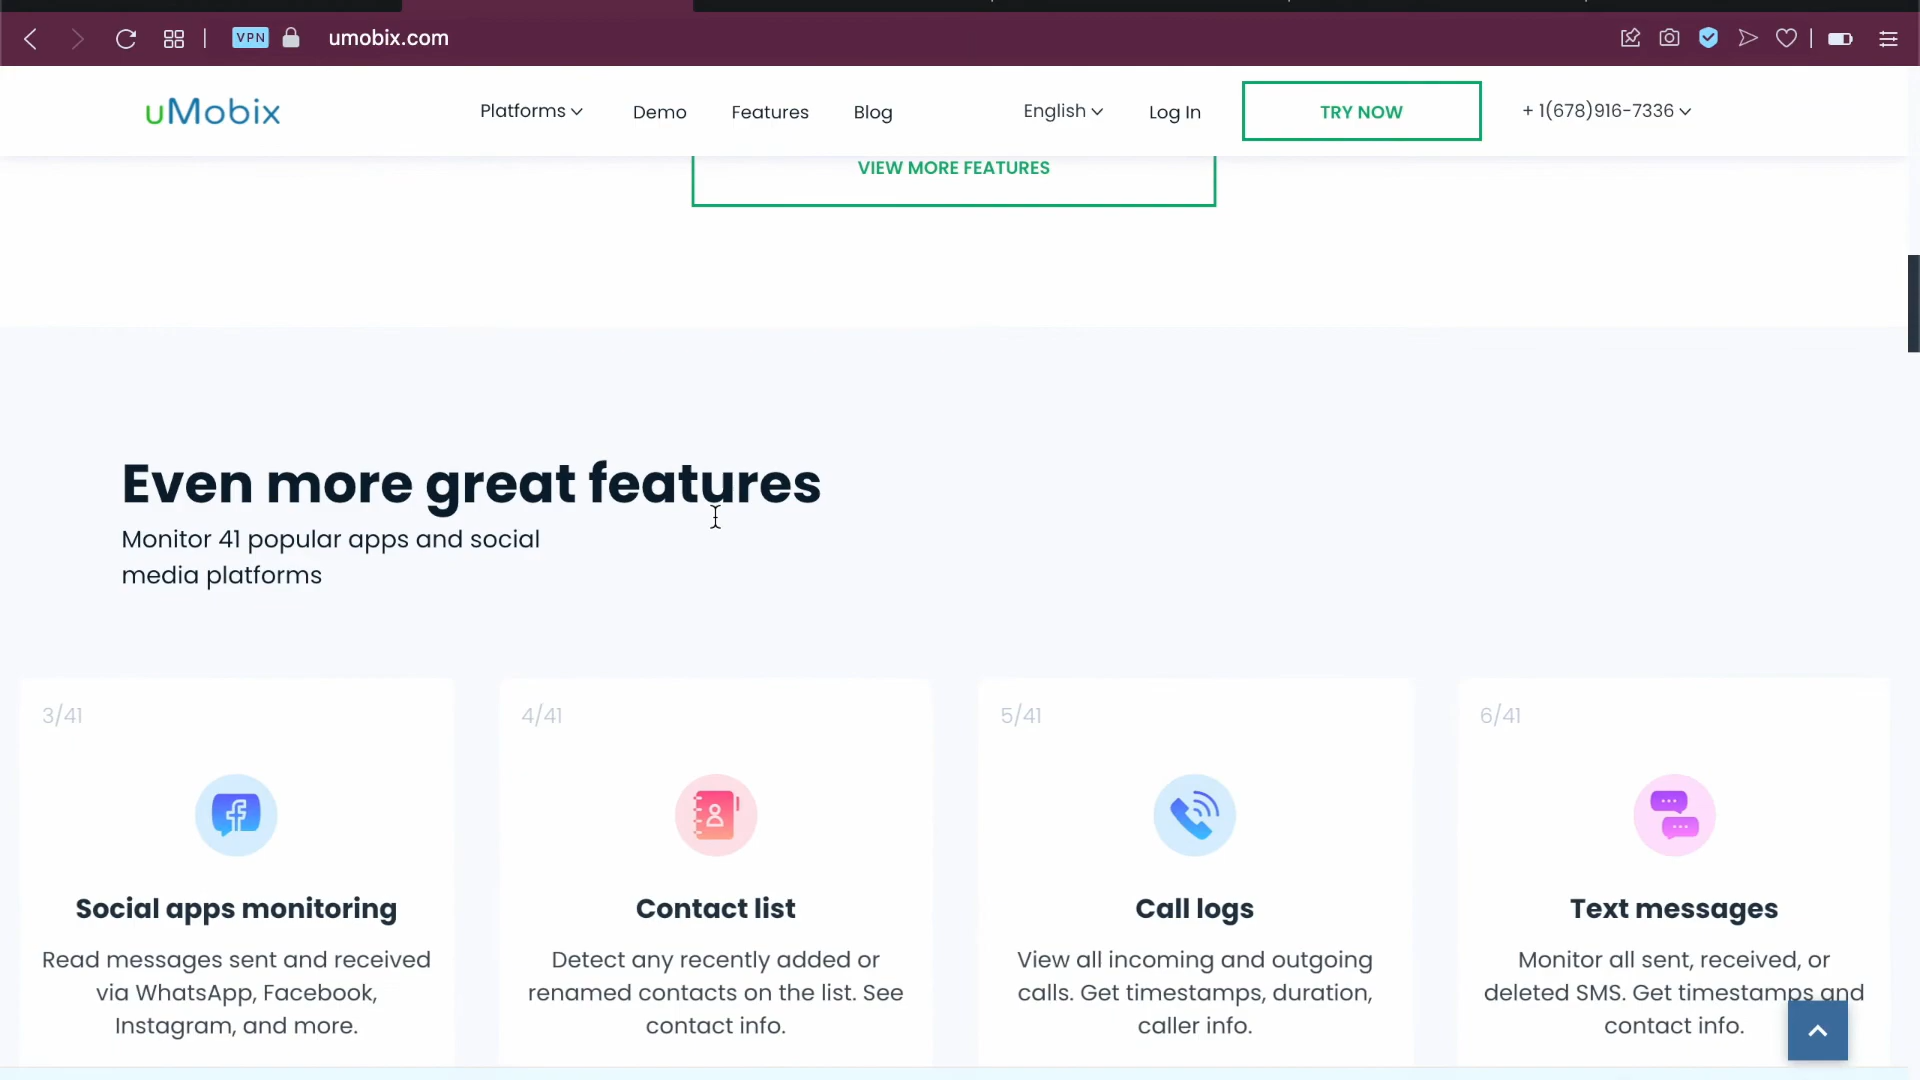 VPN
umobix.com
uMobix
Platforms
Demo
Features
Blog
English
Log In
TRY NOW
+ 1(678)916-7336
VIEW MORE FEATURES
Even more great features
Monitor 41 popular apps and social
media platforms
3/41
Social apps monitoring
Read messages sent and received
via WhatsApp, Facebook,
Instagram, and more.
4/41
Contact list
Detect any recently added or
renamed contacts on the list. See
contact info.
5/41
Call logs
View all incoming and outgoing
calls. Get timestamps, duration,
caller info.
6/41
Text messages
Monitor all sent, received, or
deleted SMS. Get timestamps and
contact info.